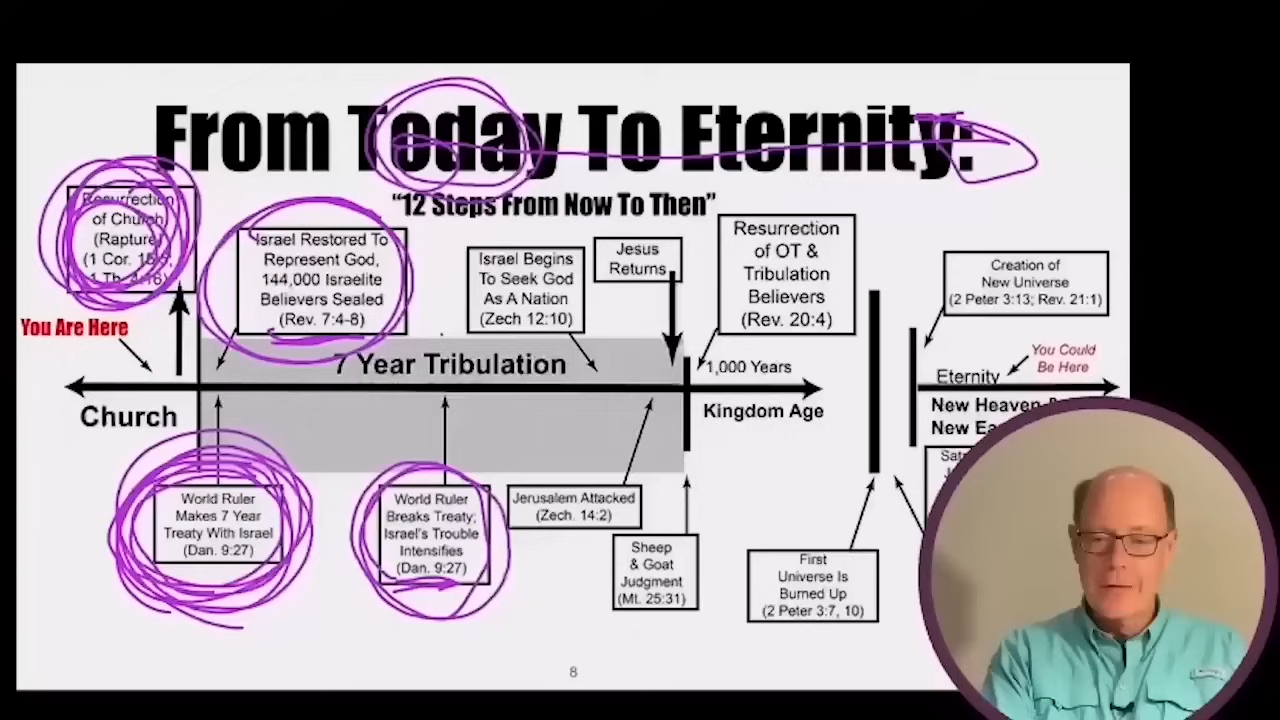 From Today To Eternity:
"12 Steps From Now To Then"
Resurrection
of Church
(Rapture)
(1 Cor.
1 Th. 4:16)
You Are Here
Israel Restored To
Represent God,
144,000 Israelite
Believers Sealed
(Rev. 7:4-8)
Israel Begins
To Seek God
As A Nation
(Zech 12:10)
Jesus
Returns
Resurrection
of OT &
Tribulation
Believers
(Rev. 20:4)
Creation of
New Universe
(2 Peter 3:13; Rev. 21:1)
You Could
Be Here
7 Year Tribulation
1,000 Years
Eternity
Church
Kingdom Age
New Heaven
New
World Ruler
Makes 7 Year
Treaty With Israel
(Dan. 9:27)
World Ruler
Breaks Treaty;
Israel's Trouble
Intensifies
(Dan. 9:27)
Jerusalem Attacked
(Zech. 14:2)
Sheep
& Goat
Judgment
(Mt. 25:31)
First
Universe Is
Burned Up
(2 Peter 3:7, 10)
8